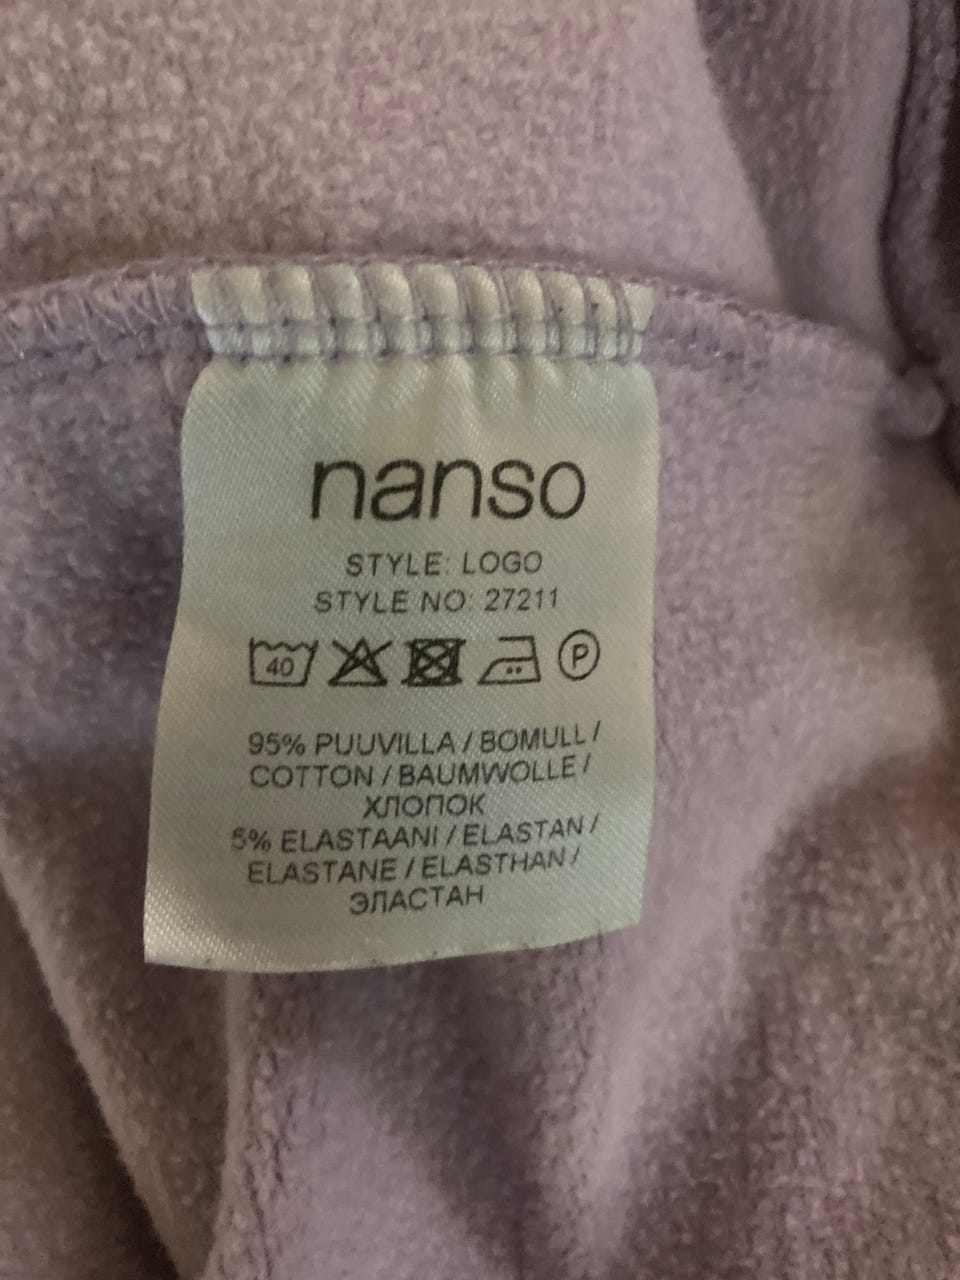 nanso
STYLE: LOGO
STYLE NO: 27211
40 P
95% PUUVILLA / BOMULL /
COTTON / BAUMWOLLE /
ХЛОПОК
5% ELASTAANI / ELASTAN /
ELASTANE / ELASTHAN /
ЭЛАСТАН